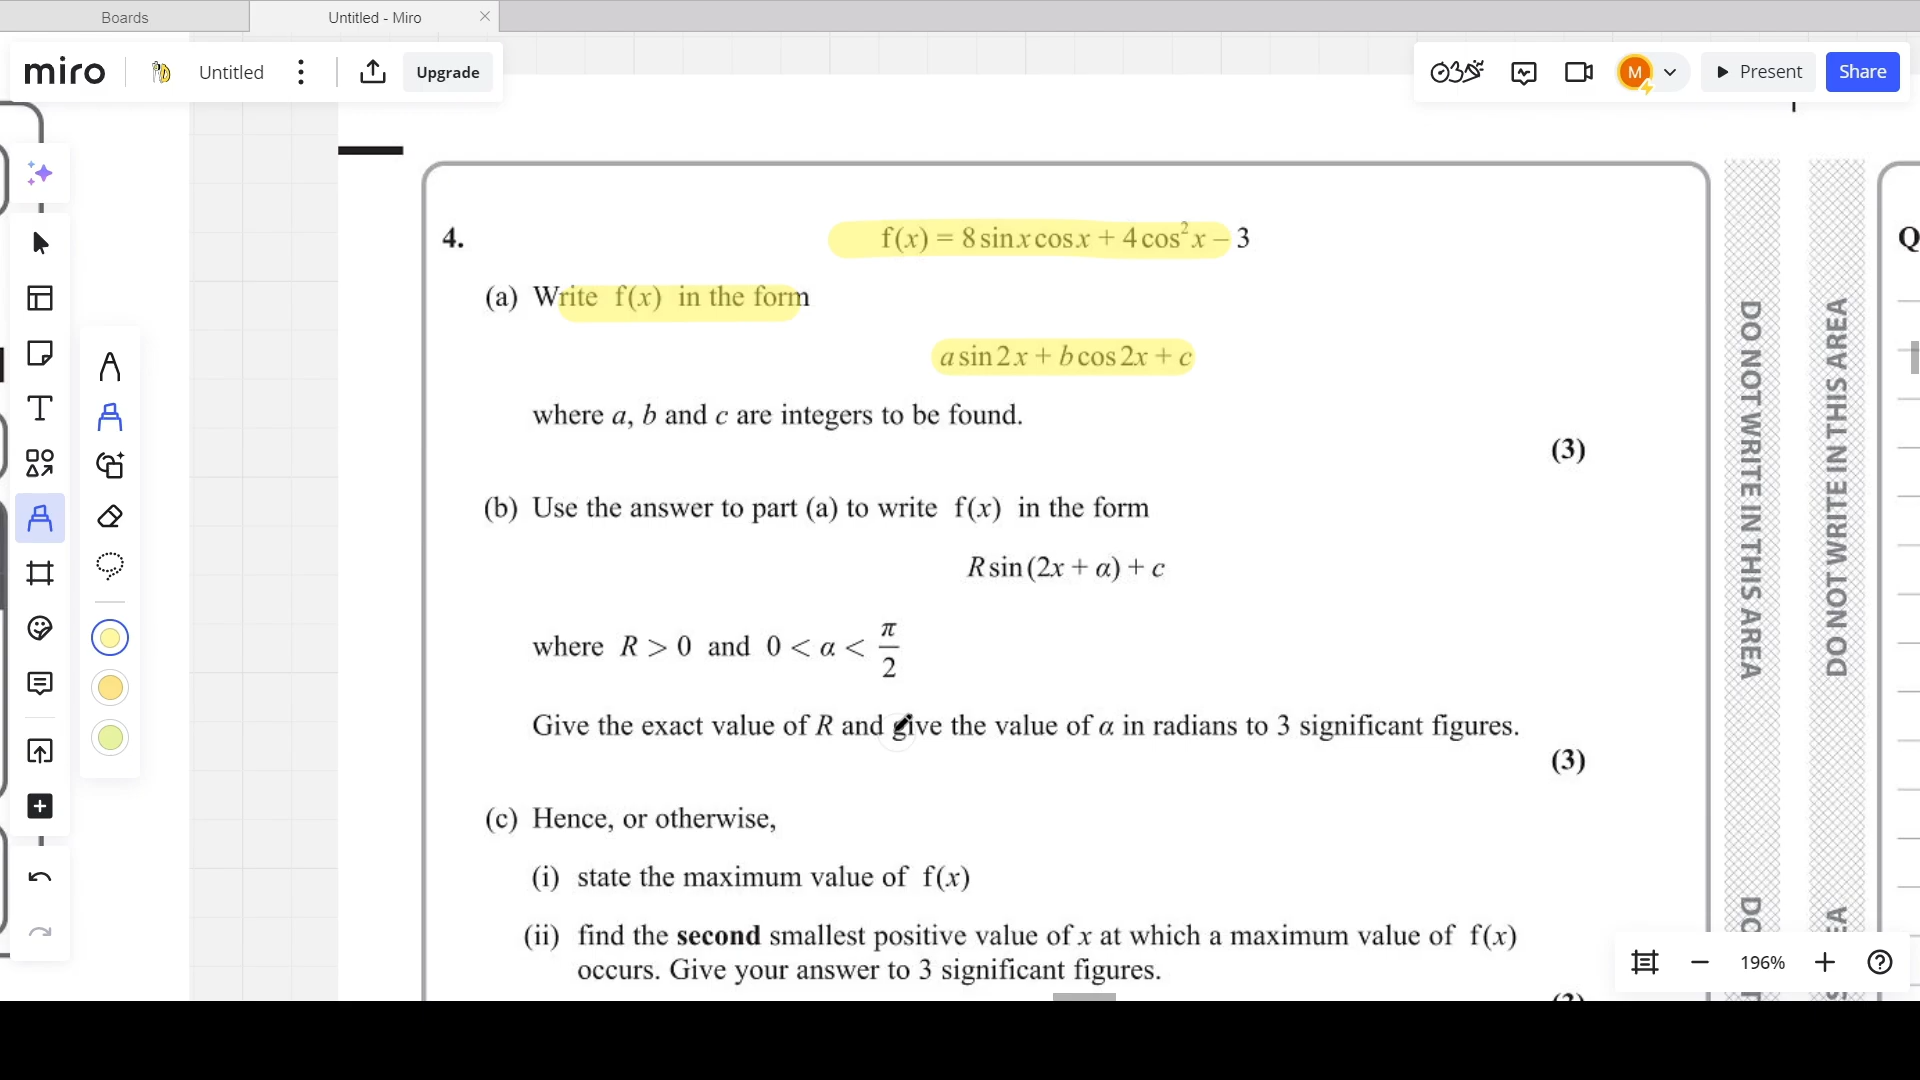 Boards
Untitled - Miro
miro
Untitled
Upgrade
M
Present
Share
4.
f(x) = 8 sin x cos x + 4 cos² x − 3
Q
(a) Write f(x) in the form
a sin 2x + b cos 2x + c
where a, b and c are integers to be found.
(3)
(b) Use the answer to part (a) to write f(x) in the form
R sin (2x + α) + c
where R > 0 and 0 < α < π/2
Give the exact value of R and give the value of α in radians to 3 significant figures.
(3)
(c) Hence, or otherwise,
(i) state the maximum value of f(x)
(ii) find the second smallest positive value of x at which a maximum value of f(x)
occurs. Give your answer to 3 significant figures.
DO NOT WRITE IN THIS AREA
DO NOT WRITE IN THIS AREA
DO
EA
196%